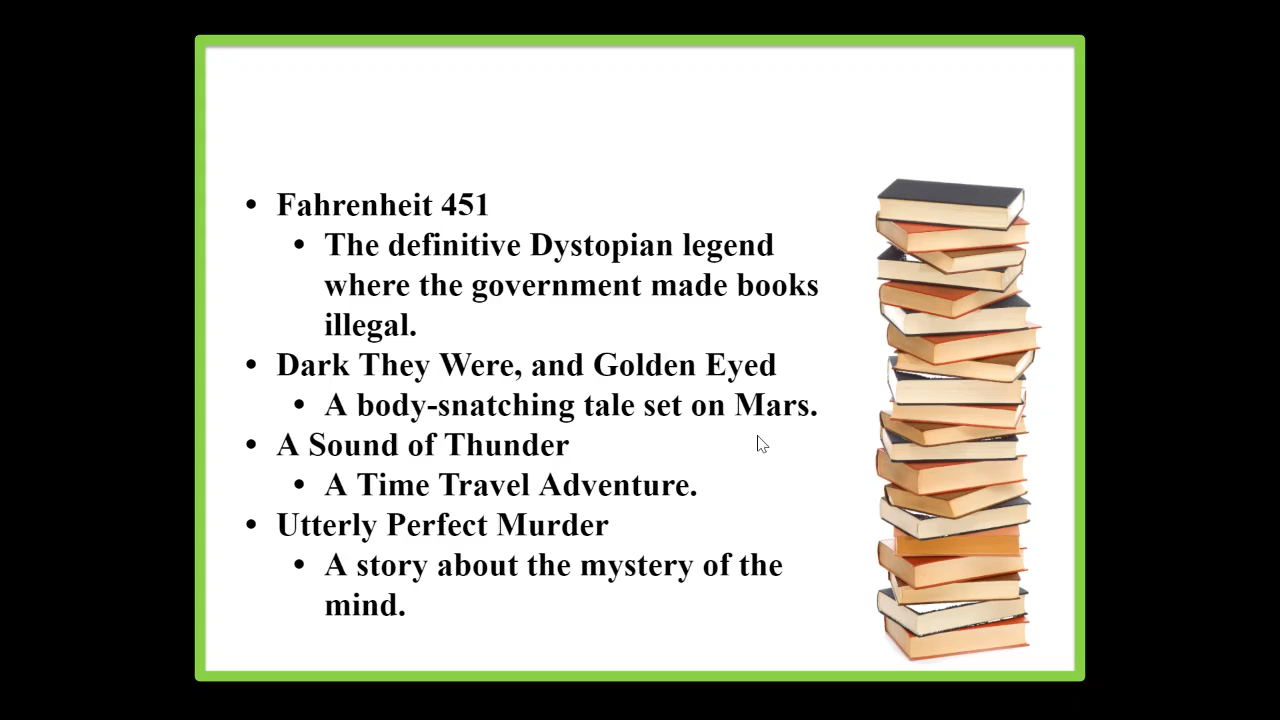 • Fahrenheit 451
• The definitive Dystopian legend
where the government made books
illegal.
• Dark They Were, and Golden Eyed
• A body-snatching tale set on Mars.
• A Sound of Thunder
• A Time Travel Adventure.
• Utterly Perfect Murder
• A story about the mystery of the
mind.